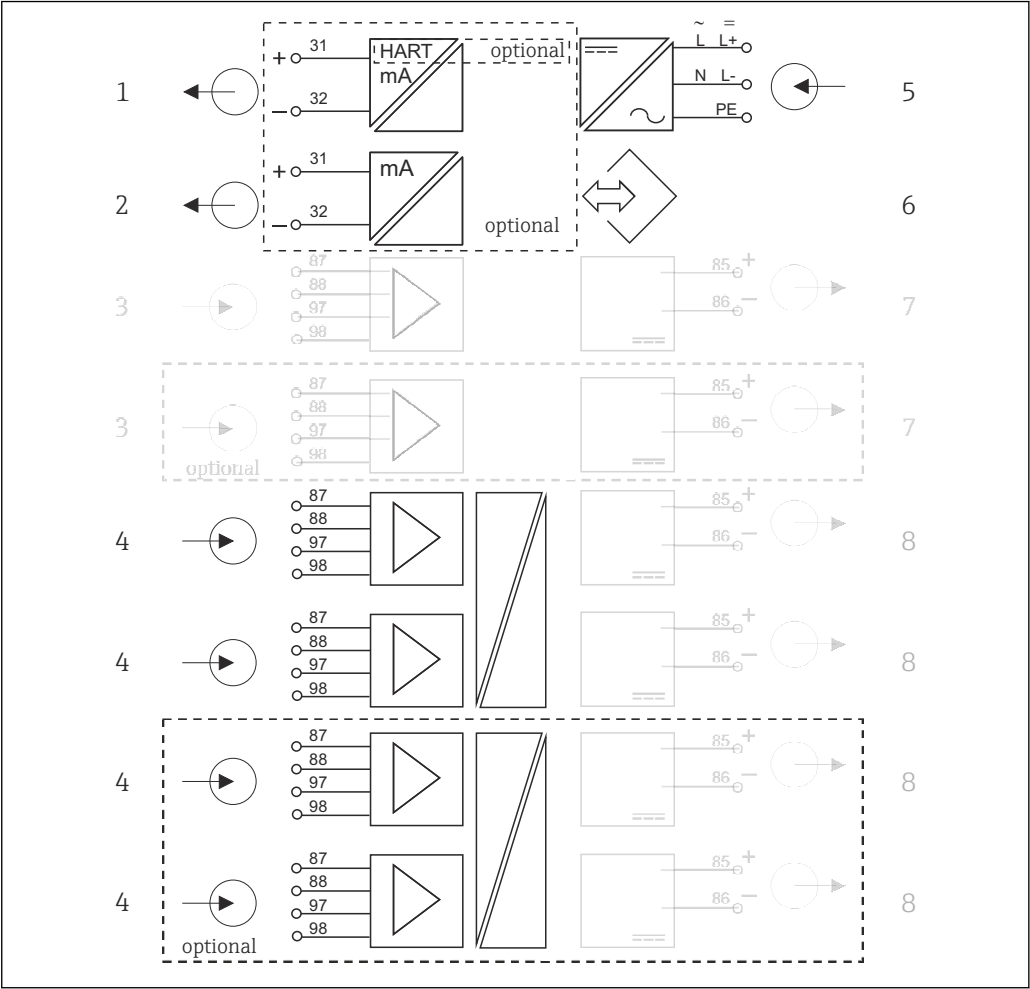 ~ =
31 HART optional L L+
+ mA
1 N L- 5
32
– PE
31
+ mA
2 6
32
– optional
87 85 +
88
3 97 86 – 7
98
87 85 +
88
3 97 86 – 7
optional 98
87 85 +
88
4 97 86 – 8
98
87 85 +
88
4 97 86 – 8
98
87 85 +
88
4 97 86 – 8
98
87 85 +
88
4 97 86 – 8
98
optional